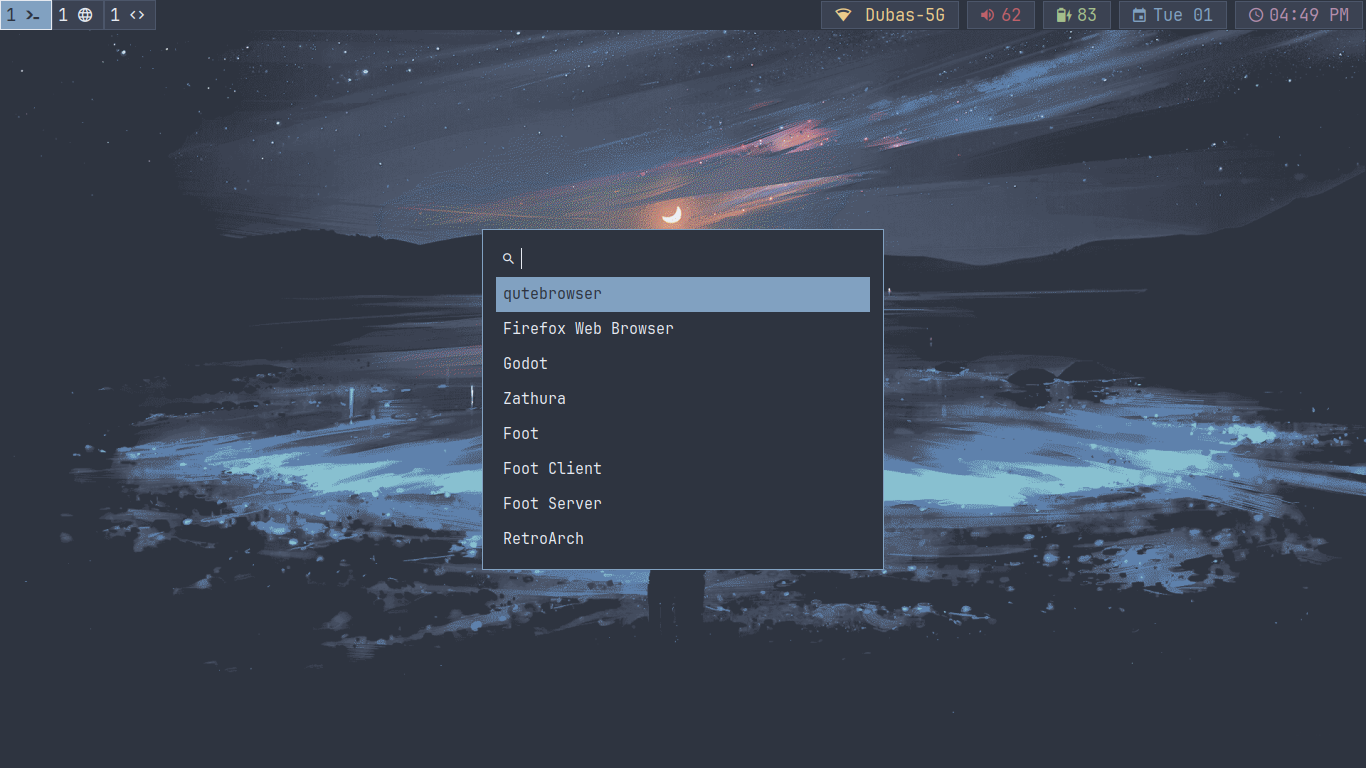 1
1
1 <>
Dubas-5G
62
83
Tue 01
04:49 PM
qutebrowser
Firefox Web Browser
Godot
Zathura
Foot
Foot Client
Foot Server
RetroArch